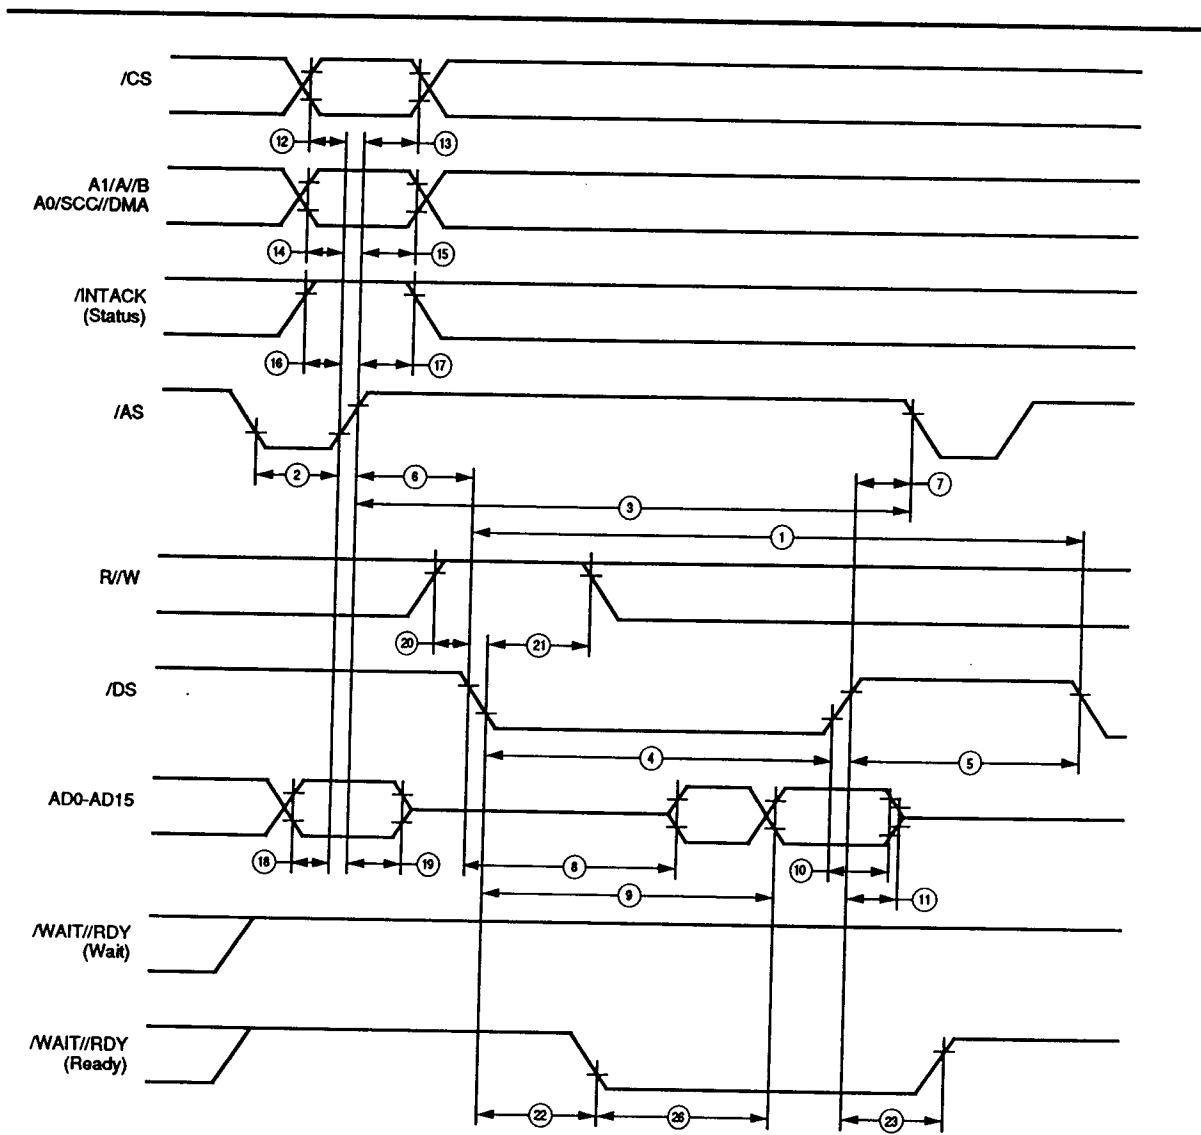 /CS
12
13
A1/A//B
A0/SCC//DMA
14
15
/INTACK
(Status)
16
17
/AS
2
6
7
3
1
R//W
20
21
/DS
4
5
AD0-AD15
18
19
8
10
9
11
/WAIT//RDY
(Wait)
/WAIT//RDY
(Ready)
22
26
23